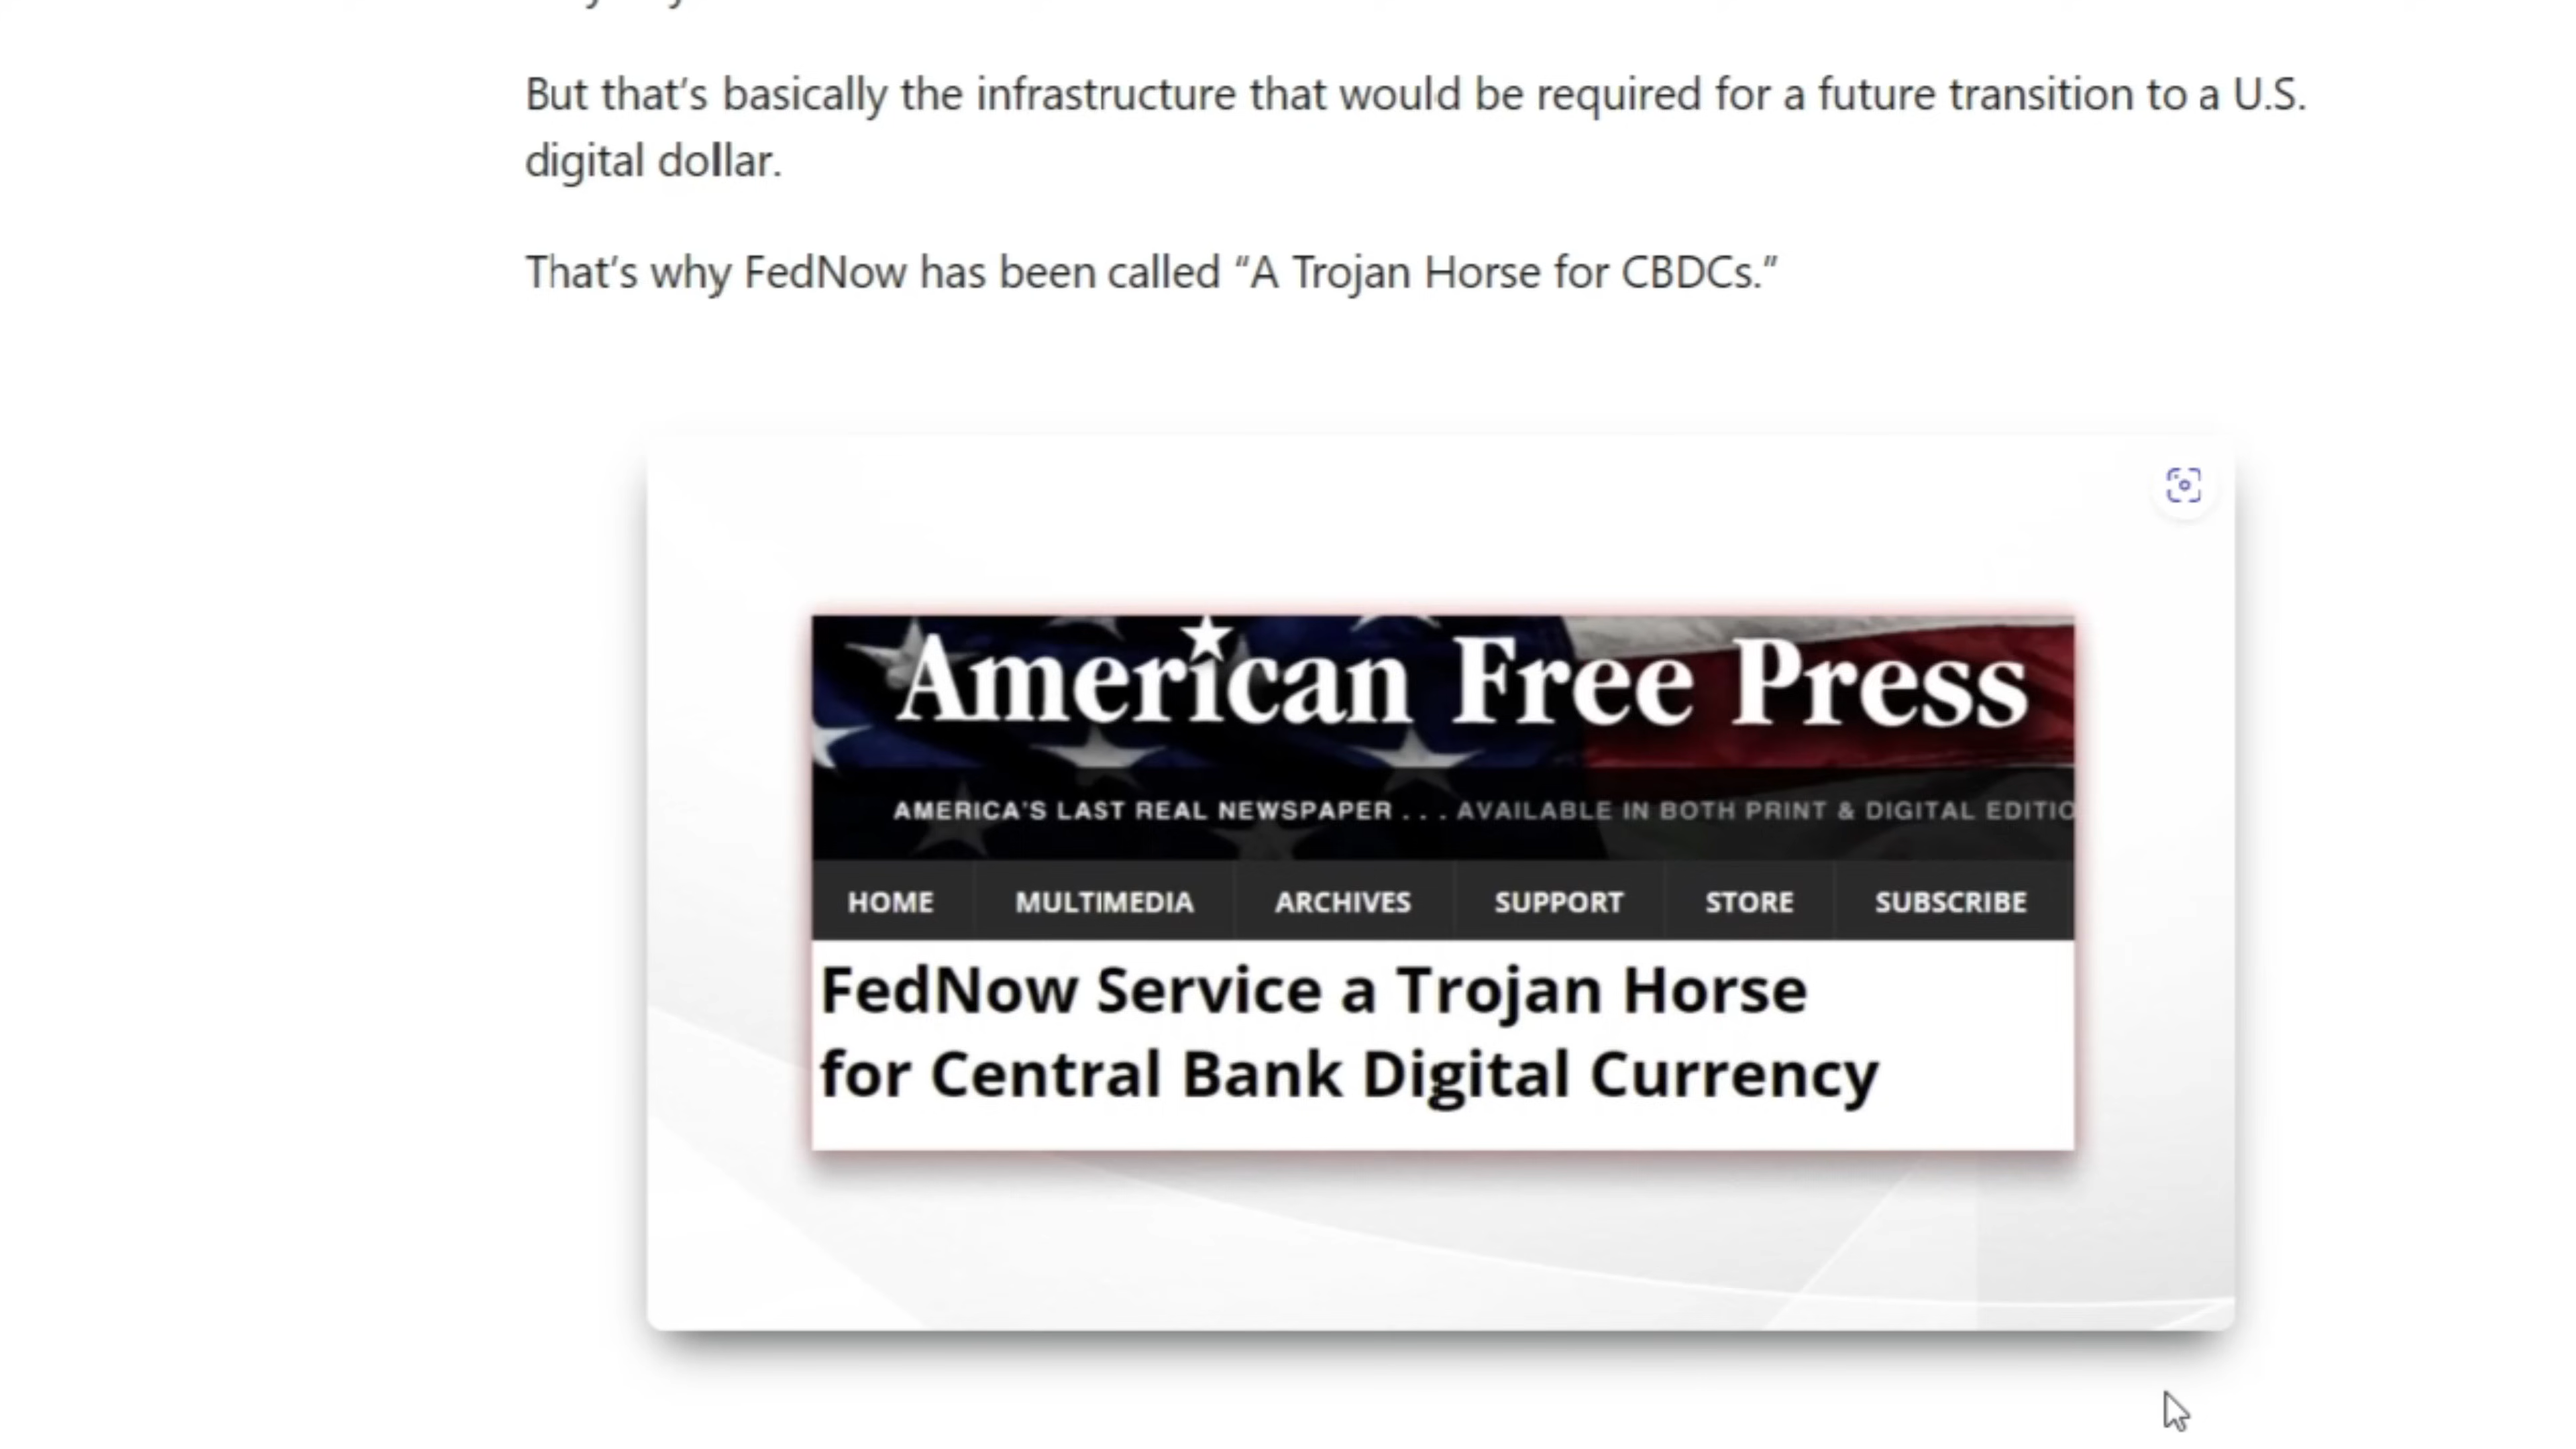 But that’s basically the infrastructure that would be required for a future transition to a U.S.
digital dollar.
That’s why FedNow has been called “A Trojan Horse for CBDCs.”
American Free Press
AMERICA'S LAST REAL NEWSPAPER . . . AVAILABLE IN BOTH PRINT & DIGITAL EDITIO
HOME MULTIMEDIA ARCHIVES SUPPORT STORE SUBSCRIBE
FedNow Service a Trojan Horse
for Central Bank Digital Currency